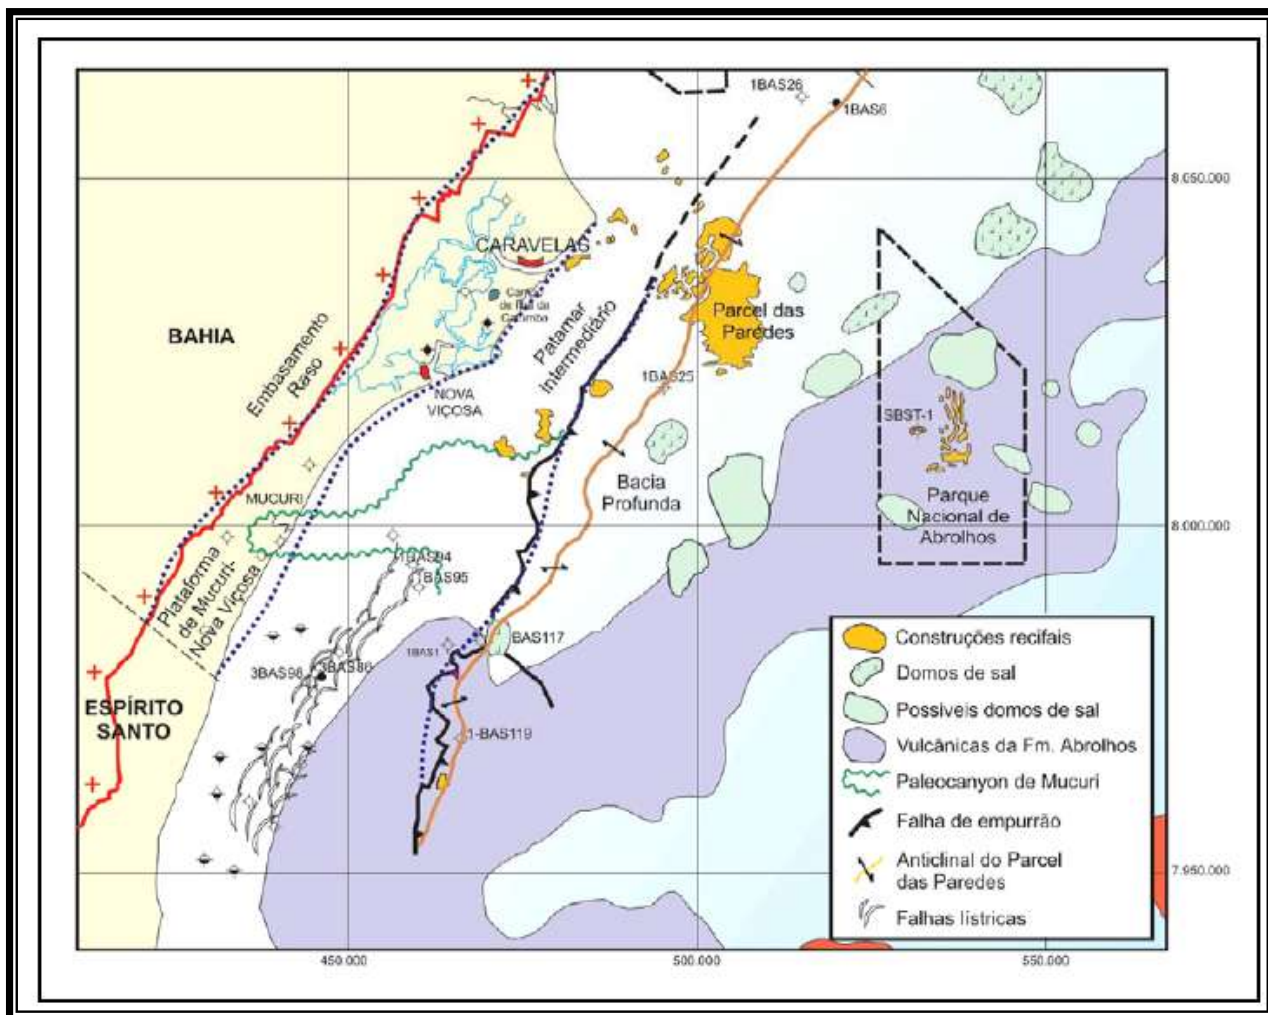 1BAS26
1BAS6
8.050.000
CARAVELAS
BAHIA
Embasamento
Raso
Patamar
Intermediário
Parcel das
Paredes
1BAS25
NOVA
VIÇOSA
SBST-1
Bacia
Profunda
MUCURI
Parque
Nacional de
Abrolhos
8.000.000
1BAS94
1BAS95
Plataforma
de Mucuri-
Nova Viçosa
BAS117
1BAS1
3BAS98
3BAS86
ESPÍRITO
SANTO
1-BAS119
Construções recifais
Domos de sal
Possíveis domos de sal
Vulcânicas da Fm. Abrolhos
Paleocanyon de Mucuri
Falha de empurrão
Anticlinal do Parcel
das Paredes
Falhas lístricas
7.950.000
450.000
500.000
550.000